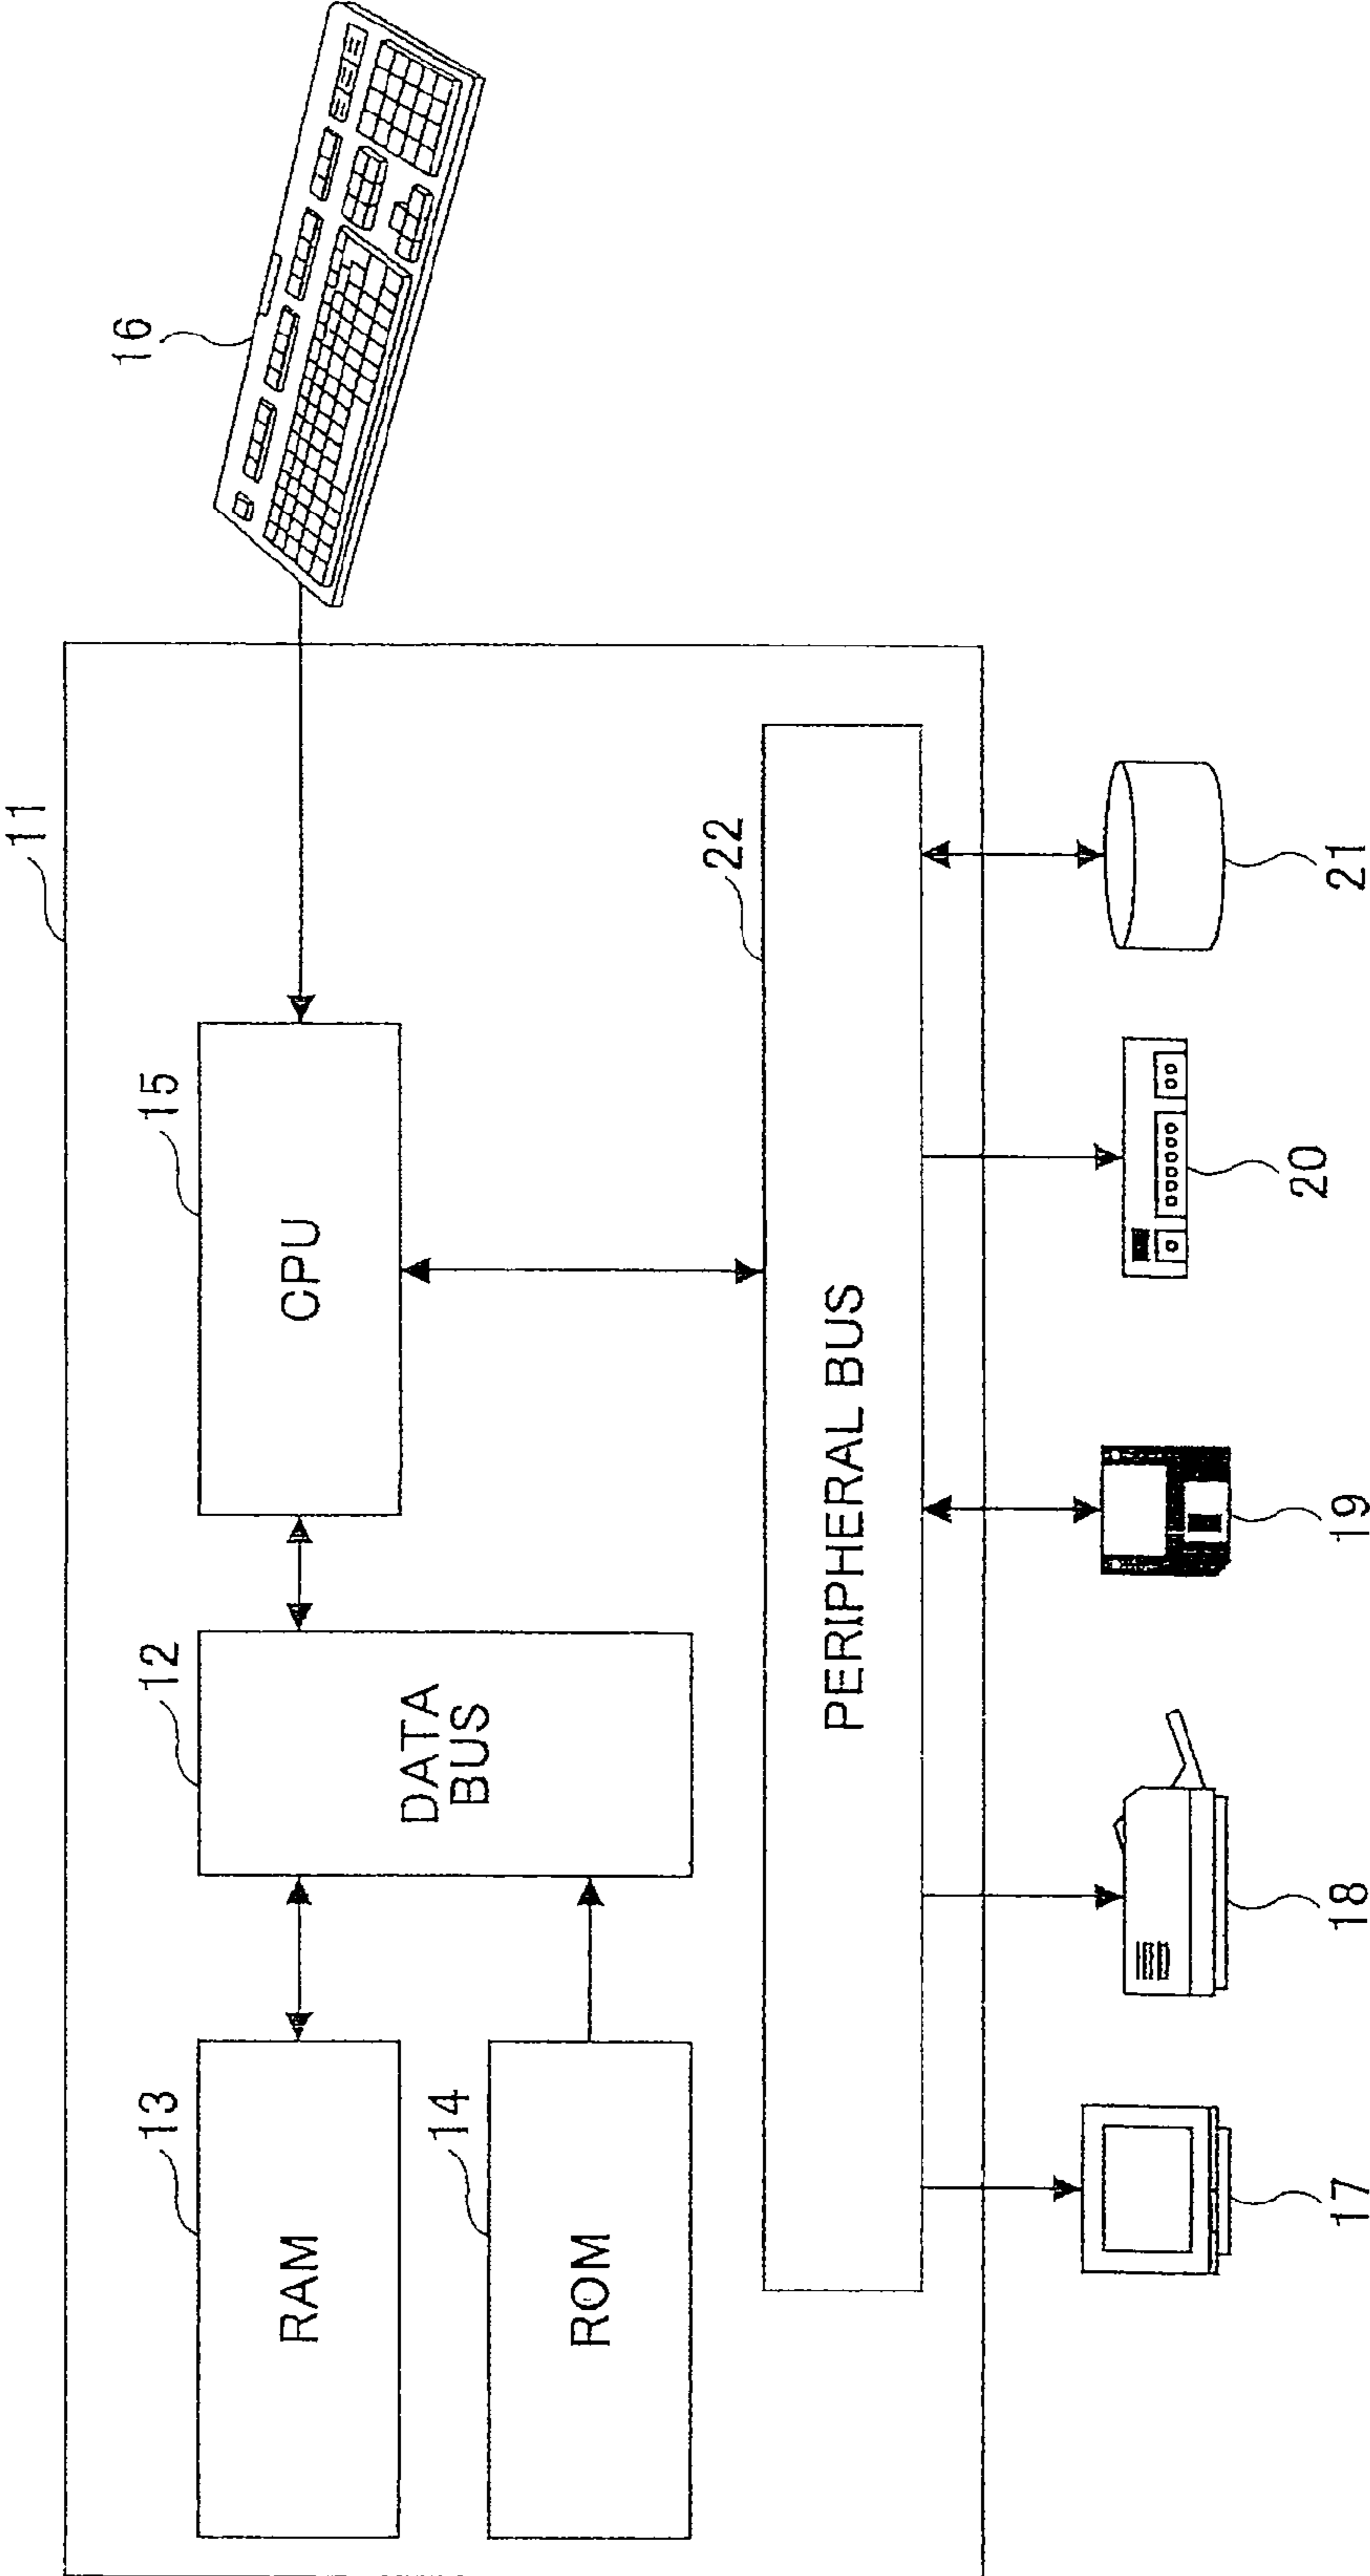 11
16
13
12
15
RAM
DATA
BUS
CPU
14
ROM
22
PERIPHERAL BUS
17
18
19
20
21